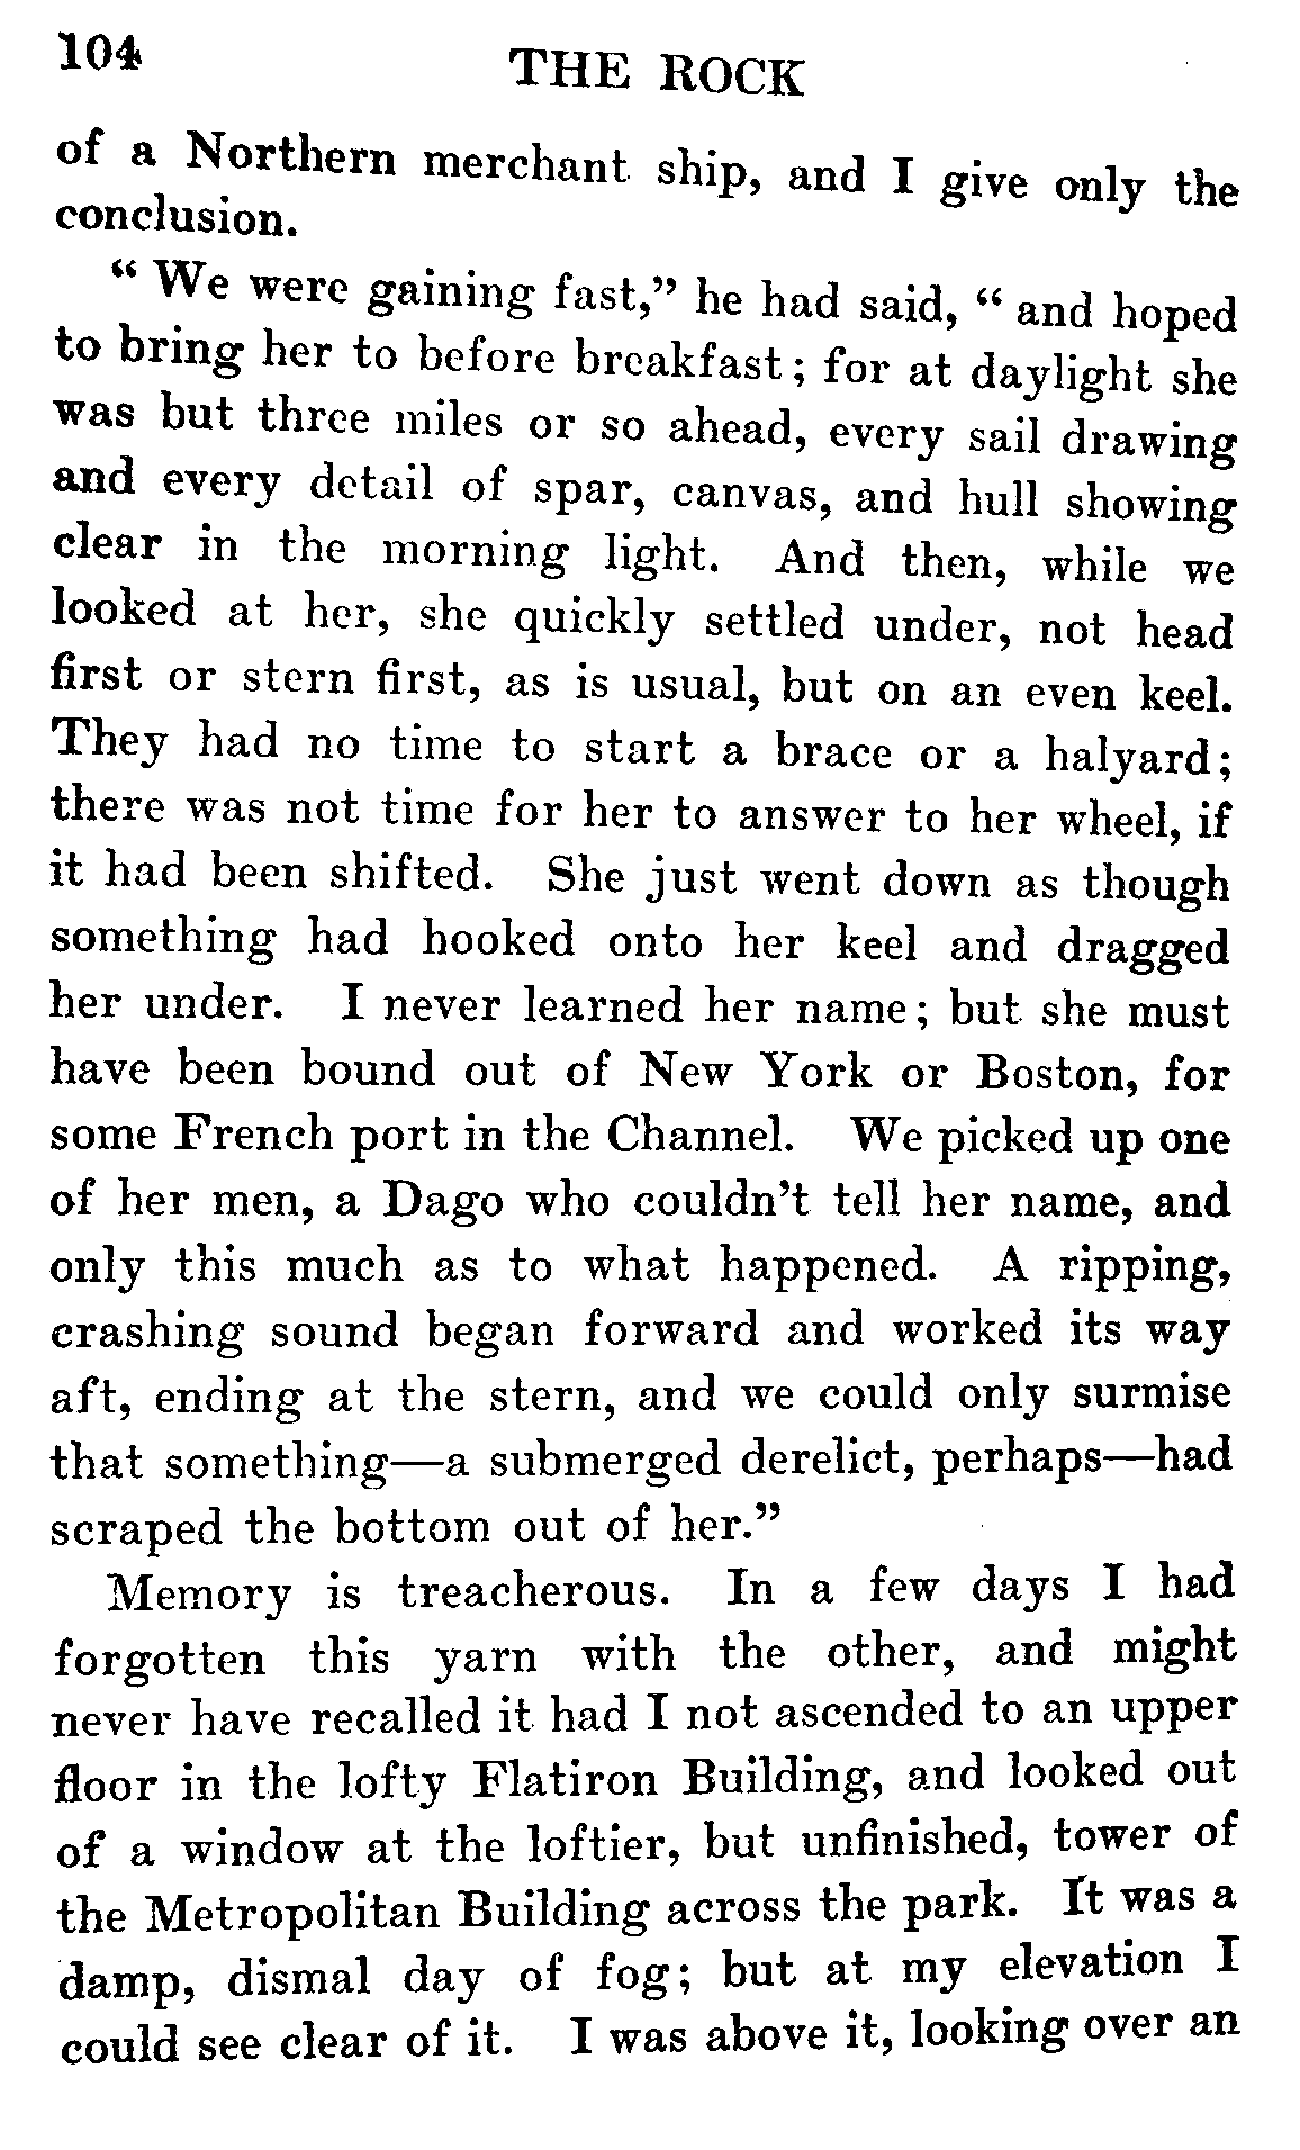 104
THE ROCK
of a Northern merchant ship, and I give only the
conclusion.
“ We were gaining fast,” he had said, “ and hoped
to bring her to before breakfast; for at daylight she
was but three miles or so ahead, every sail drawing
and every detail of spar, canvas, and hull showing
clear in the morning light. And then, while we
looked at her, she quickly settled under, not head
first or stern first, as is usual, but on an even keel.
They had no time to start a brace or a halyard;
there was not time for her to answer to her wheel, if
it had been shifted. She just went down as though
something had hooked onto her keel and dragged
her under. I never learned her name; but she must
have been bound out of New York or Boston, for
some French port in the Channel. We picked up one
of her men, a Dago who couldn’t tell her name, and
only this much as to what happened. A ripping,
crashing sound began forward and worked its way
aft, ending at the stern, and we could only surmise
that something—a submerged derelict, perhaps—had
scraped the bottom out of her.”
Memory is treacherous. In a few days I had
forgotten this yarn with the other, and might
never have recalled it had I not ascended to an upper
floor in the lofty Flatiron Building, and looked out
of a window at the loftier, but unfinished, tower of
the Metropolitan Building across the park. It was a
damp, dismal day of fog; but at my elevation I
could see clear of it. I was above it, looking over an